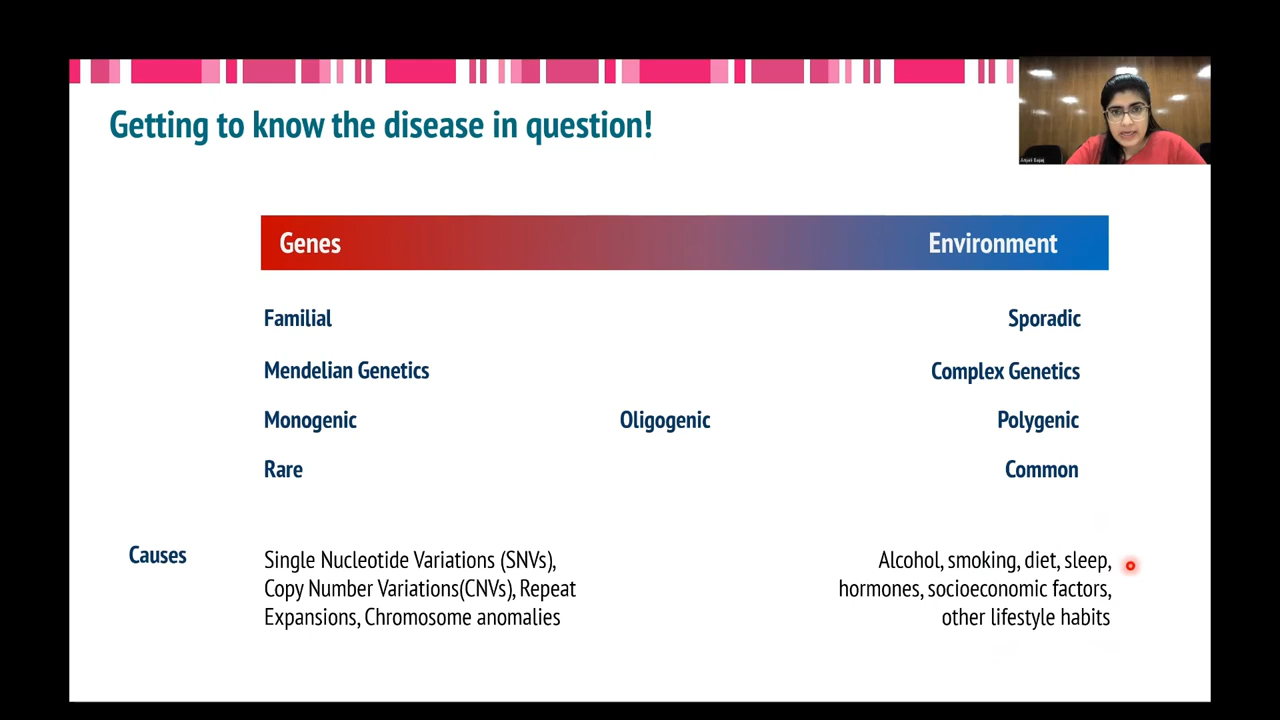 Getting to know the disease in question!
Anjali Bajaj
Genes Environment
Familial Sporadic
Mendelian Genetics Complex Genetics
Monogenic Oligogenic Polygenic
Rare Common
Causes
Single Nucleotide Variations (SNVs),
Copy Number Variations(CNVs), Repeat
Expansions, Chromosome anomalies
Alcohol, smoking, diet, sleep,
hormones, socioeconomic factors,
other lifestyle habits